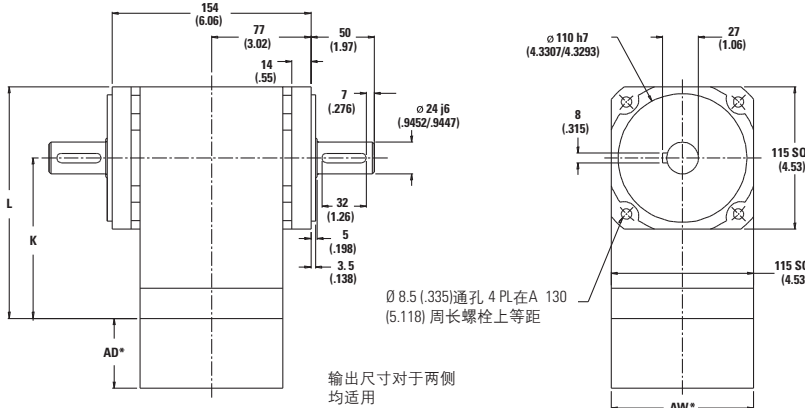 154
(6.06)
77
(3.02)
50
(1.97)
14
(.55)
7
(.276)
Ø 24 j6
(.9452/.9447)
L
K
32
(1.26)
5
(.198)
3.5
(.138)
AD*
输出尺寸对于两侧
均适用
Ø 110 h7
(4.3307/4.3293)
27
(1.06)
8
(.315)
115 SQ
(4.53)
115 SQ
(4.53)
Ø 8.5 (.335)通孔 4 PL在A 130
(5.118) 周长螺栓上等距
AW*